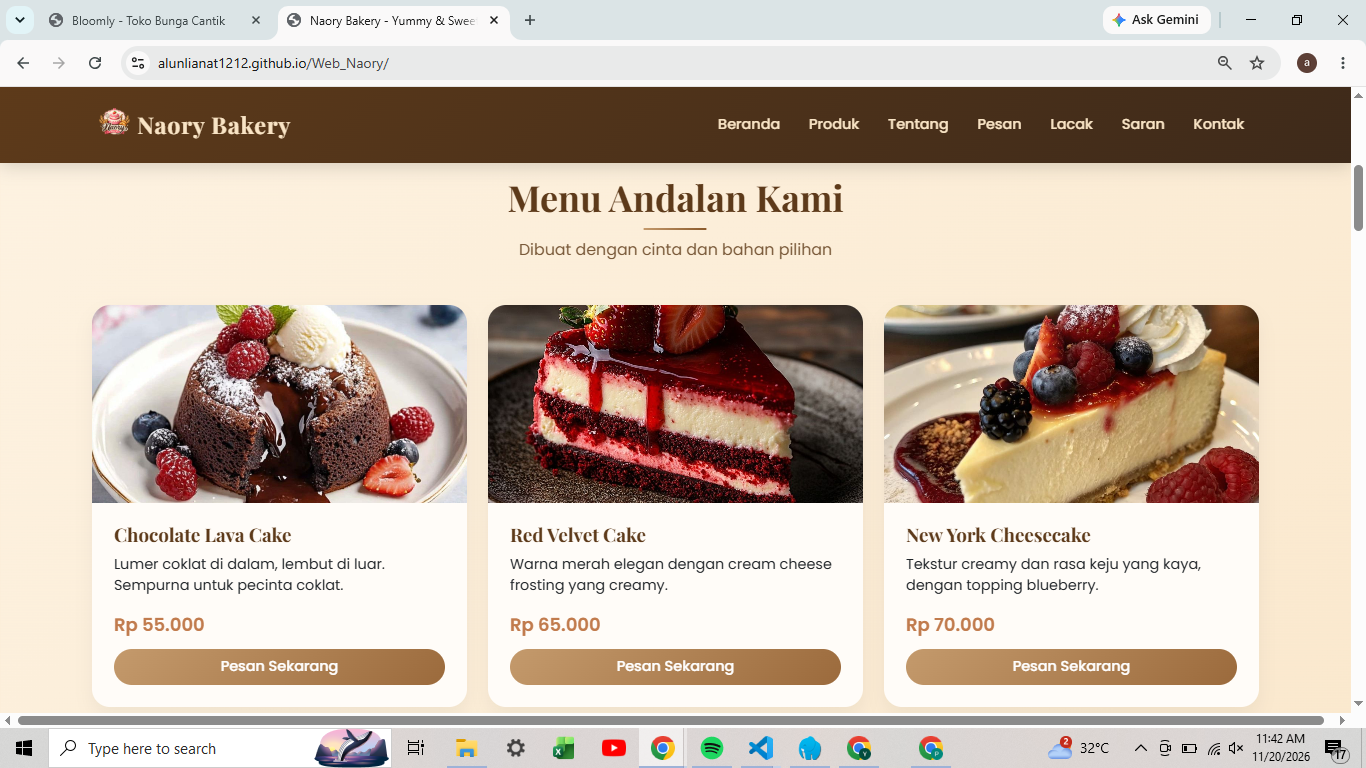 Bloomly - Toko Bunga Cantik
Naory Bakery - Yummy & Swee
Ask Gemini
alunlianat1212.github.io/Web_Naory/
a
Naory Bakery
Beranda
Produk
Tentang
Pesan
Lacak
Saran
Kontak
Menu Andalan Kami
Dibuat dengan cinta dan bahan pilihan
Chocolate Lava Cake
Lumer coklat di dalam, lembut di luar.
Sempurna untuk pecinta coklat.
Rp 55.000
Pesan Sekarang
Red Velvet Cake
Warna merah elegan dengan cream cheese
frosting yang creamy.
Rp 65.000
Pesan Sekarang
New York Cheesecake
Tekstur creamy dan rasa keju yang kaya,
dengan topping blueberry.
Rp 70.000
Pesan Sekarang
Type here to search
2
32°C
11:42 AM
11/20/2026
17